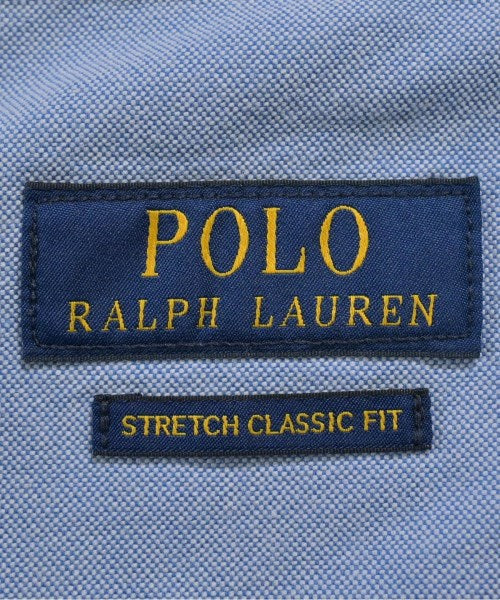 POLO
RALPH LAUREN
STRETCH CLASSIC FIT